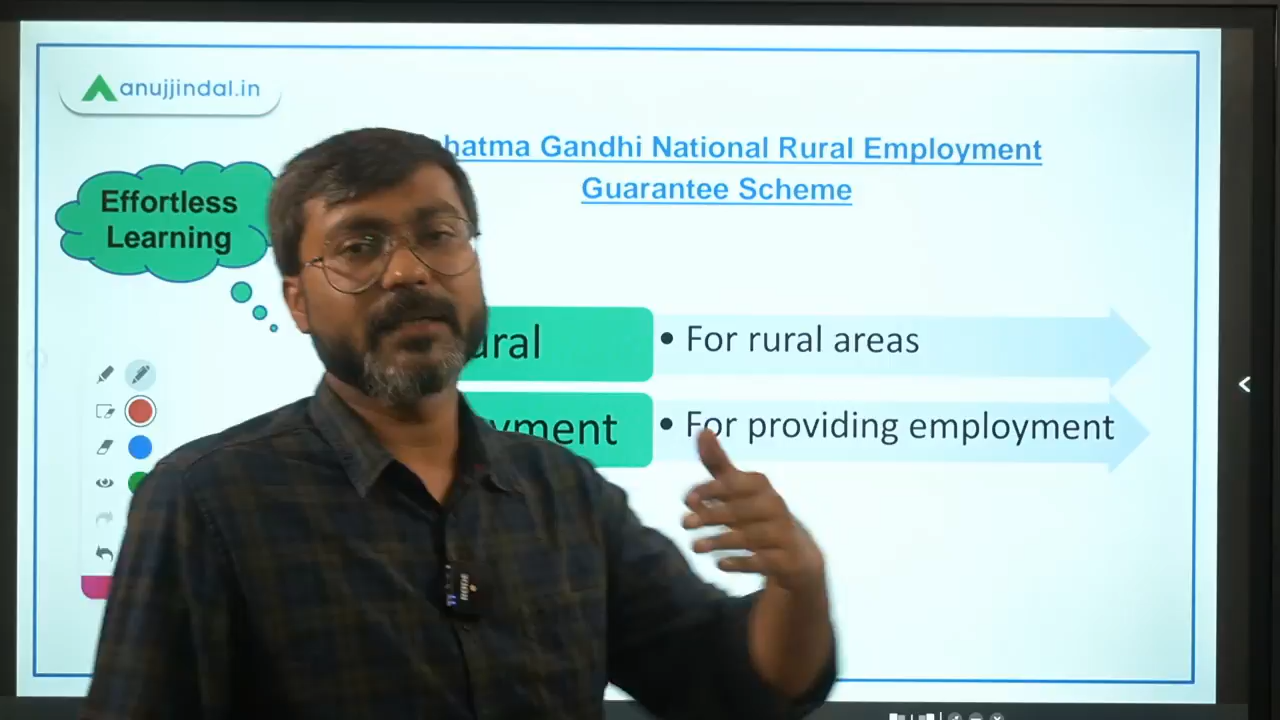 anujjindal.in
hatma Gandhi National Rural Employment
Guarantee Scheme
Effortless
Learning
ural
• For rural areas
yment
• For providing employment
RODE